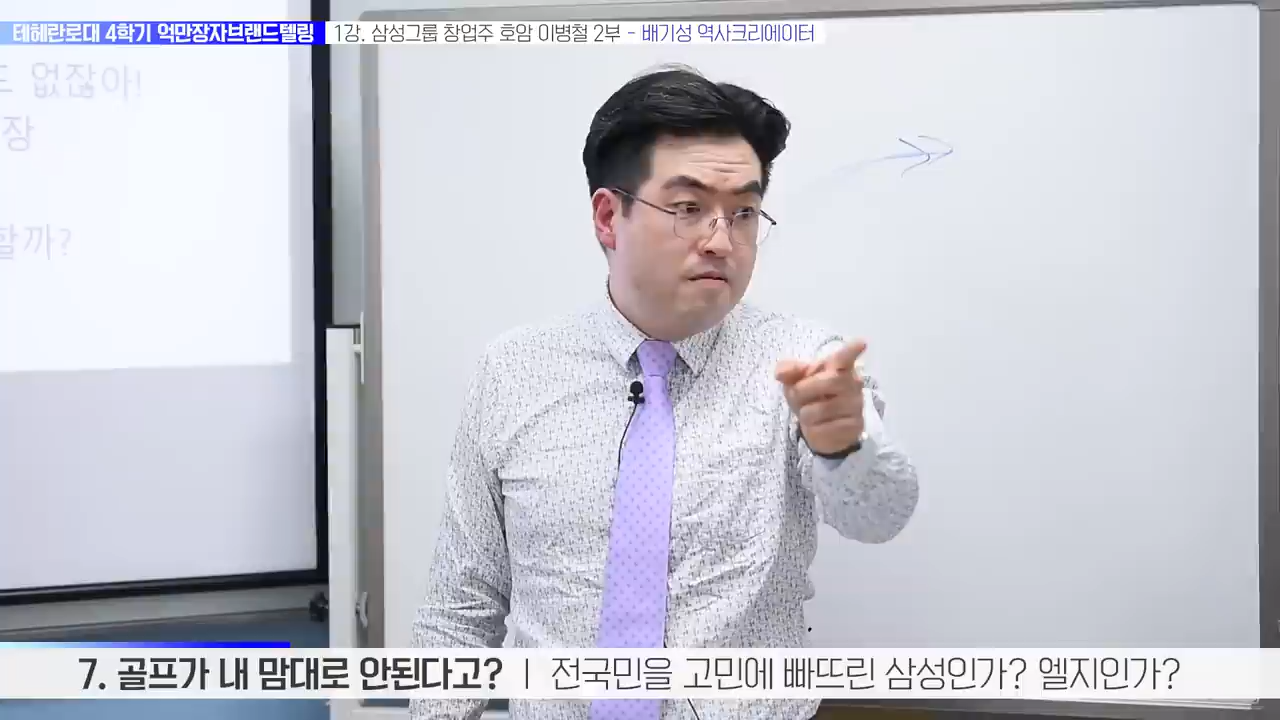 테헤란로대 4학기 억만장자브랜드텔링 1강. 삼성그룹 창업주 호암 이병철 2부 - 배기성 역사크리에이터
없잖아!
장
할까?
7. 골프가 내 맘대로 안된다고? | 전국민을 고민에 빠뜨린 삼성인가? 엘지인가?